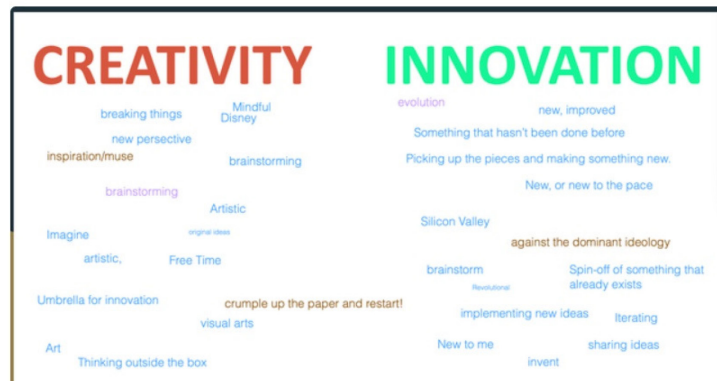 CREATIVITY
INNOVATION
breaking things
Mindful
Disney
new persective
inspiration/muse
brainstorming
brainstorming
Artistic
Imagine
original ideas
artistic,
Free Time
Umbrella for innovation
crumple up the paper and restart!
visual arts
Art
Thinking outside the box
evolution
new, improved
Something that hasn't been done before
Picking up the pieces and making something new.
New, or new to the pace
Silicon Valley
against the dominant ideology
brainstorm
Spin-off of something that
already exists
Revolutional
implementing new ideas
Iterating
New to me
sharing ideas
invent